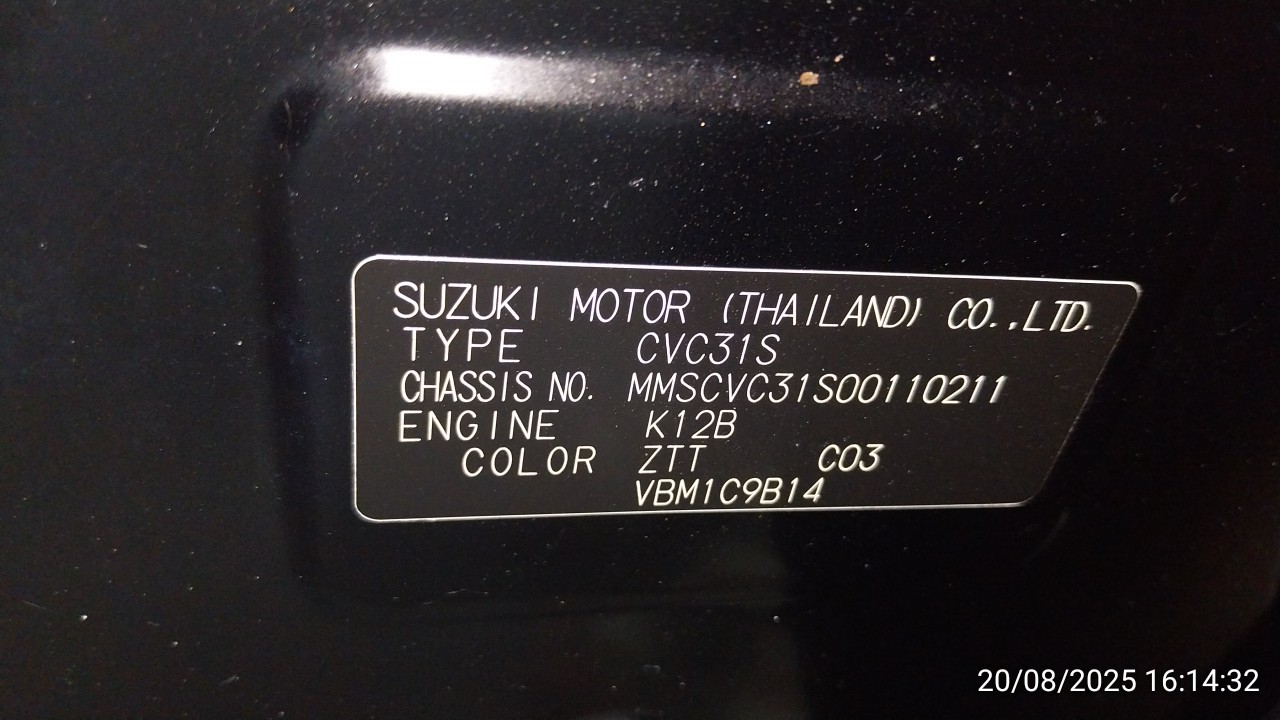 SUZUKI MOTOR (THAILAND) CO.,LTD.
TYPE CVC31S
CHASSIS NO. MMSCVC31S00110211
ENGINE K12B
COLOR ZTT C03
VBM1C9B14
20/08/2025 16:14:32